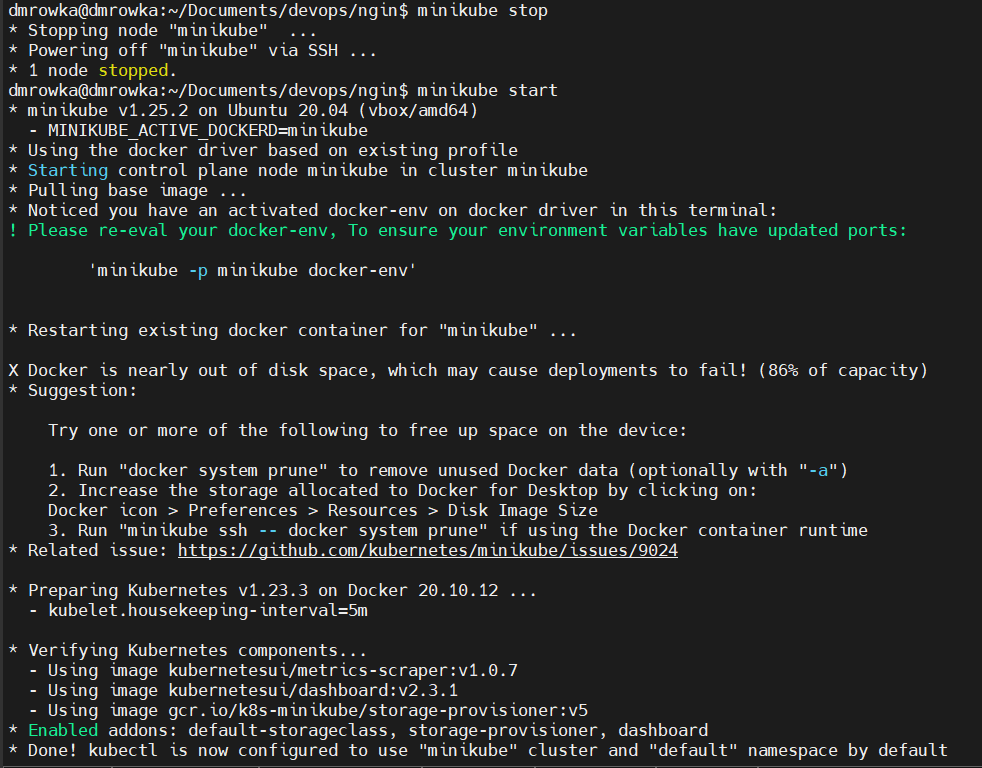 dmrowka@dmrowka:~/Documents/devops/ngin$ minikube stop
* Stopping node "minikube"  ...
* Powering off "minikube" via SSH ...
* 1 node stopped.
dmrowka@dmrowka:~/Documents/devops/ngin$ minikube start
* minikube v1.25.2 on Ubuntu 20.04 (vbox/amd64)
  - MINIKUBE_ACTIVE_DOCKERD=minikube
* Using the docker driver based on existing profile
* Starting control plane node minikube in cluster minikube
* Pulling base image ...
* Noticed you have an activated docker-env on docker driver in this terminal:
! Please re-eval your docker-env, To ensure your environment variables have updated ports:
        'minikube -p minikube docker-env'
* Restarting existing docker container for "minikube" ...
X Docker is nearly out of disk space, which may cause deployments to fail! (86% of capacity)
* Suggestion:
    Try one or more of the following to free up space on the device:
    1. Run "docker system prune" to remove unused Docker data (optionally with "-a")
    2. Increase the storage allocated to Docker for Desktop by clicking on:
    Docker icon > Preferences > Resources > Disk Image Size
    3. Run "minikube ssh -- docker system prune" if using the Docker container runtime
* Related issue: https://github.com/kubernetes/minikube/issues/9024
* Preparing Kubernetes v1.23.3 on Docker 20.10.12 ...
  - kubelet.housekeeping-interval=5m
* Verifying Kubernetes components...
  - Using image kubernetesui/metrics-scraper:v1.0.7
  - Using image kubernetesui/dashboard:v2.3.1
  - Using image gcr.io/k8s-minikube/storage-provisioner:v5
* Enabled addons: default-storageclass, storage-provisioner, dashboard
* Done! kubectl is now configured to use "minikube" cluster and "default" namespace by default